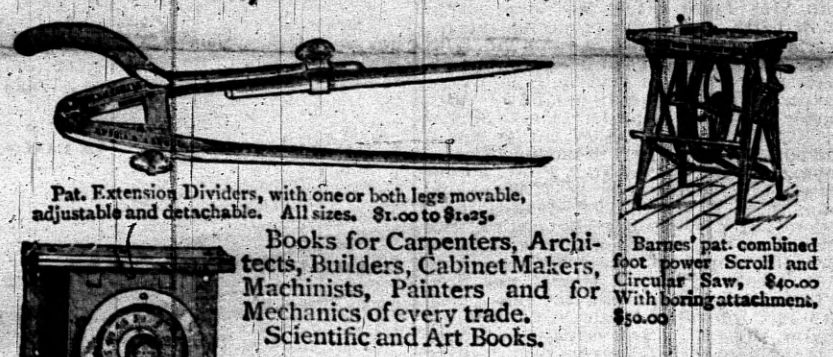 Pat. Extension Dividers, with one or both legs movable,
adjustable and detachable. All sizes. $1.00 to $1.25.
Books for Carpenters, Archi-
tects, Builders, Cabinet Makers,
Machinists, Painters and for
Mechanics of every trade.
Scientific and Art Books.
Barnes' pat. combined
foot power Scroll and
Circular Saw, $40.00
With boring attachment,
$50.00